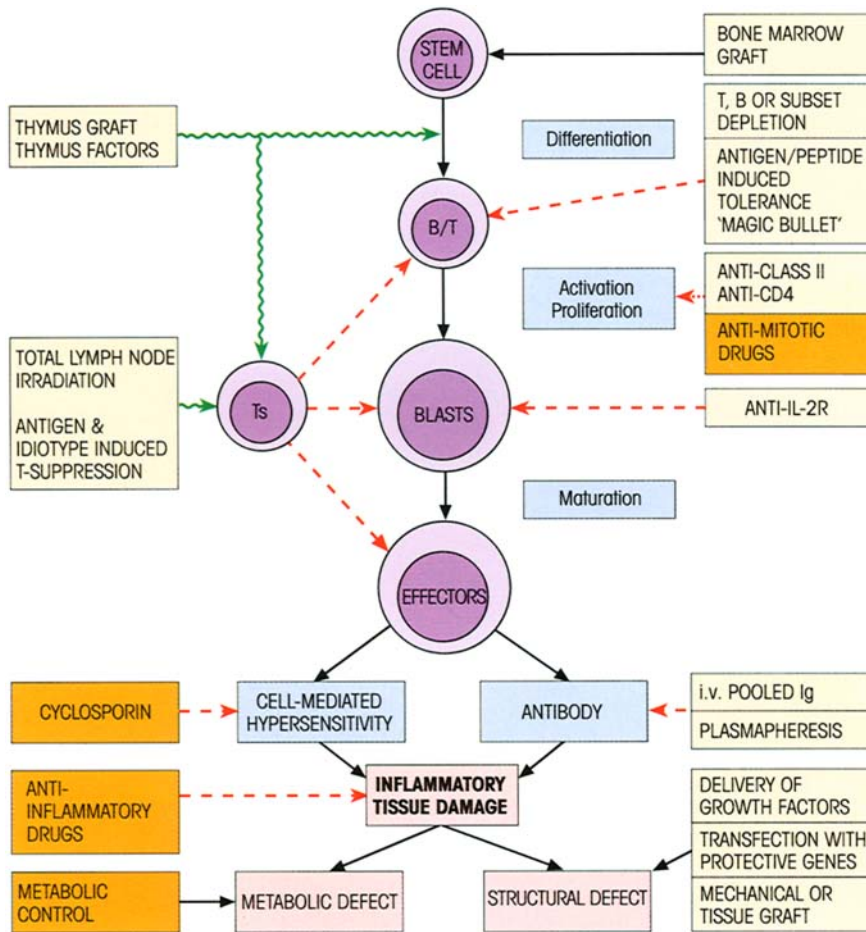 STEM
CELL
BONE MARROW
GRAFT
THYMUS GRAFT
THYMUS FACTORS
Differentiation
T, B OR SUBSET
DEPLETION
ANTIGEN/PEPTIDE
INDUCED
TOLERANCE
‘MAGIC BULLET’
B/T
Activation
Proliferation
ANTI-CLASS II
ANTI-CD4
ANTI-MITOTIC
DRUGS
TOTAL LYMPH NODE
IRRADIATION
ANTIGEN &
IDIOTYPE INDUCED
T-SUPPRESSION
Ts
BLASTS
ANTI-IL-2R
Maturation
EFFECTORS
CYCLOSPORIN
CELL-MEDIATED
HYPERSENSITIVITY
ANTIBODY
i.v. POOLED Ig
PLASMAPHERESIS
ANTI-
INFLAMMATORY
DRUGS
INFLAMMATORY
TISSUE DAMAGE
DELIVERY OF
GROWTH FACTORS
TRANSFECTION WITH
PROTECTIVE GENES
MECHANICAL OR
TISSUE GRAFT
METABOLIC
CONTROL
METABOLIC DEFECT
STRUCTURAL DEFECT